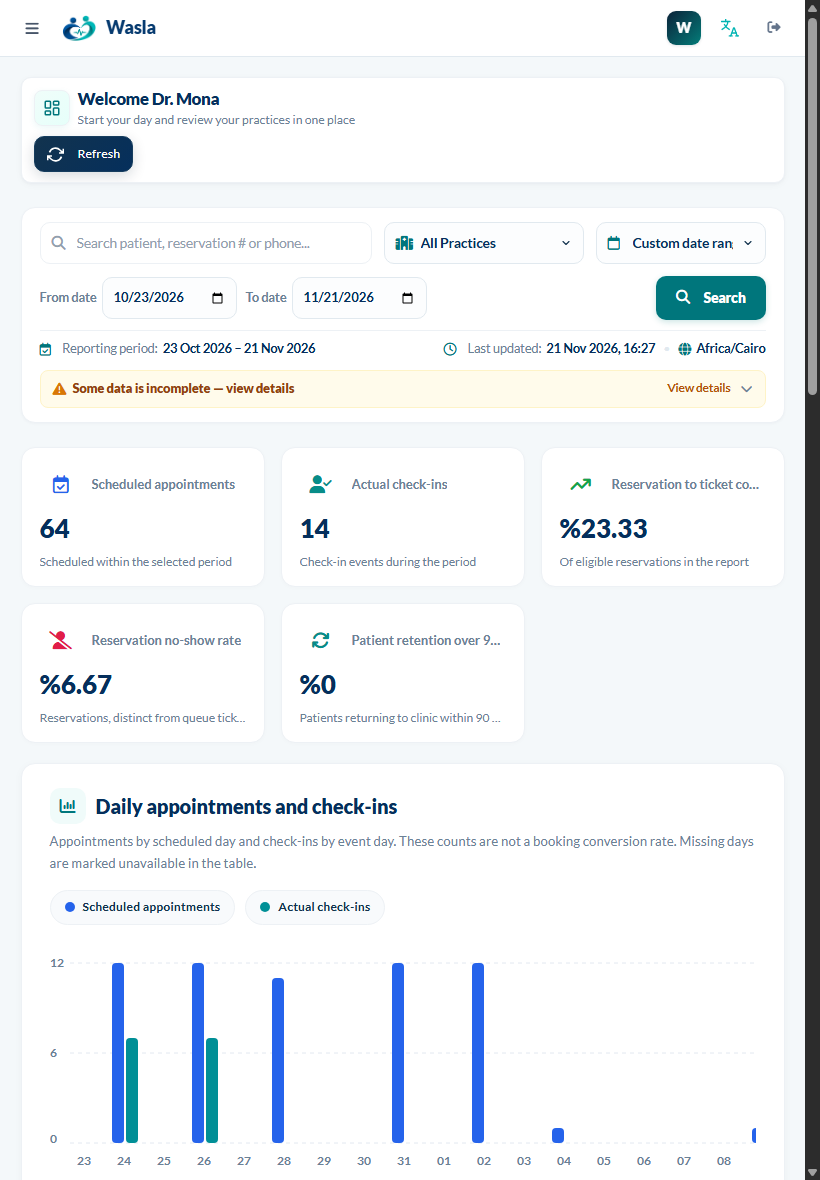 Wasla
W
Welcome Dr. Mona
Start your day and review your practices in one place
Refresh
Search patient, reservation # or phone...
All Practices
Custom date ran
From date 10/23/2026 To date 11/21/2026
Search
Reporting period: 23 Oct 2026 – 21 Nov 2026
Last updated: 21 Nov 2026, 16:27 • Africa/Cairo
Some data is incomplete — view details
View details
Scheduled appointments
64
Scheduled within the selected period
Actual check-ins
14
Check-in events during the period
Reservation to ticket co...
%23.33
Of eligible reservations in the report
Reservation no-show rate
%6.67
Reservations, distinct from queue tick...
Patient retention over 9...
%0
Patients returning to clinic within 90 ...
Daily appointments and check-ins
Appointments by scheduled day and check-ins by event day. These counts are not a booking conversion rate. Missing days
are marked unavailable in the table.
Scheduled appointments
Actual check-ins
12
6
0
23 24 25 26 27 28 29 30 31 01 02 03 04 05 06 07 08